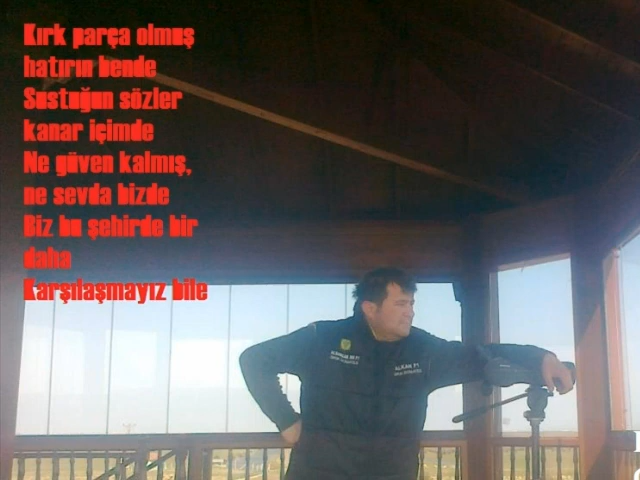 Kırk parça olmuş
hatırın bende
Sustuğun sözler
kanar içimde
Ne güven kalmış,
ne sevda bizde
Biz bu şehirde bir
daha
Karşılaşmayız bile